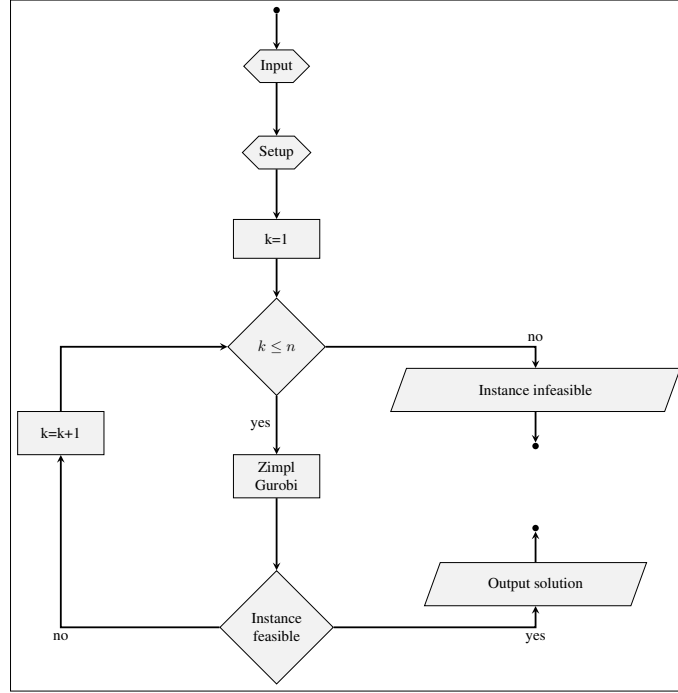 Input
Setup
k=1
k ≤ n
no
Instance infeasible
yes
k=k+1
Zimpl
Gurobi
Output solution
Instance
feasible
no
yes